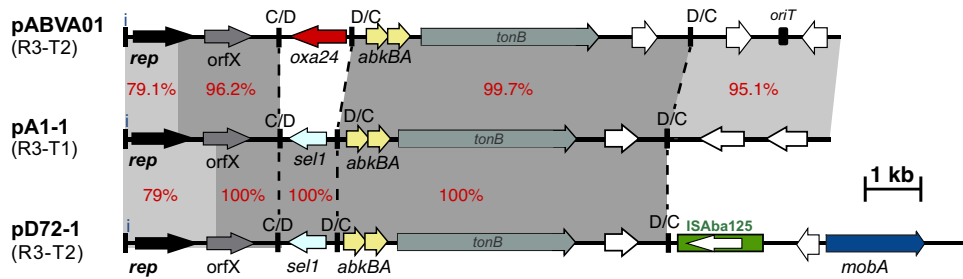 pABVA01
(R3-T2)
i
C/D
D/C
D/C
oriT
tonB
rep
orfX
oxa24
abkBA
79.1%
96.2%
99.7%
95.1%
pA1-1
(R3-T1)
i
C/D
D/C
D/C
tonB
rep
orfX
sel1
abkBA
1 kb
79%
100%
100%
100%
pD72-1
(R3-T2)
i
C/D
D/C
D/C
ISAba125
tonB
rep
orfX
sel1
abkBA
mobA